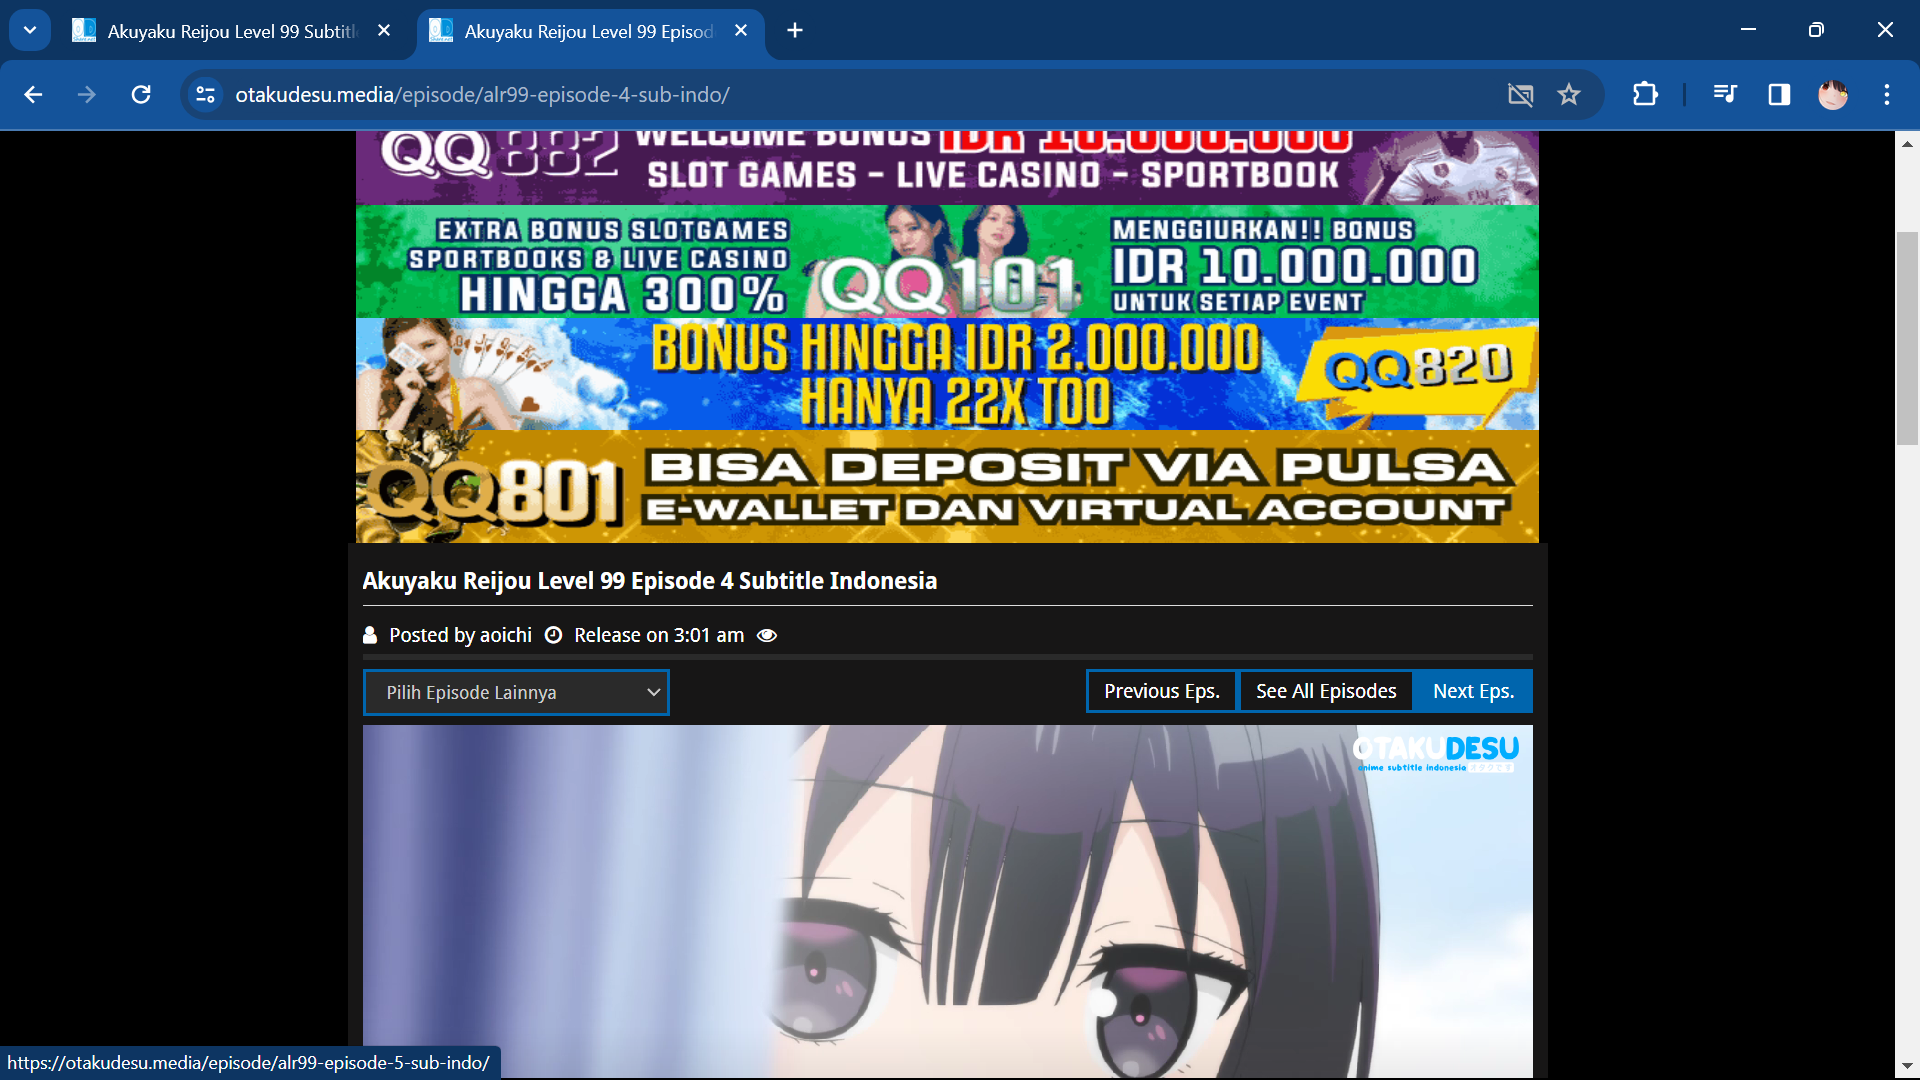 Akuyaku Reijou Level 99 Subtitl
Akuyaku Reijou Level 99 Episod
otakudesu.media/episode/alr99-episode-4-sub-indo/
QQ882
WELCOME BONUS IDR 10.000.000
SLOT GAMES - LIVE CASINO - SPORTBOOK
EXTRA BONUS SLOTGAMES
SPORTBOOKS & LIVE CASINO
HINGGA 300%
QQ101
MENGGIURKAN!! BONUS
IDR 10.000.000
UNTUK SETIAP EVENT
BONUS HINGGA IDR 2.000.000
HANYA 22X TOO
QQ820
QQ801
BISA DEPOSIT VIA PULSA
E-WALLET DAN VIRTUAL ACCOUNT
Akuyaku Reijou Level 99 Episode 4 Subtitle Indonesia
Posted by aoichi Release on 3:01 am
Pilih Episode Lainnya
Previous Eps.
See All Episodes
Next Eps.
OTAKUDESU
anime subtitle indonesia
https://otakudesu.media/episode/alr99-episode-5-sub-indo/